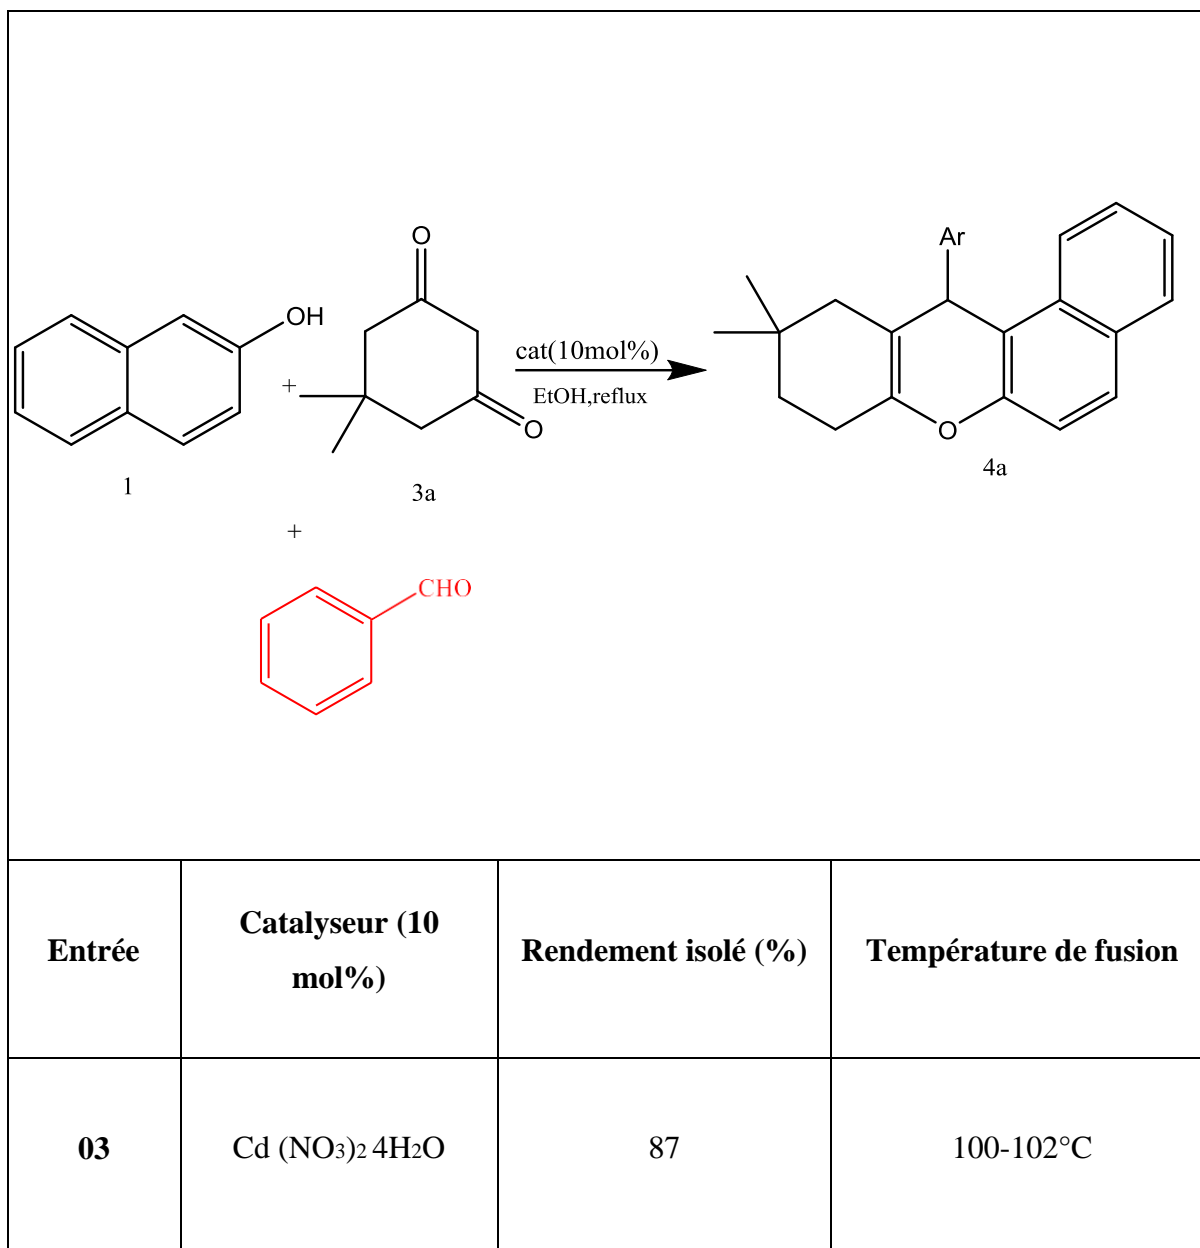 O
Ar
OH
cat(10mol%)
+
EtOH,reflux
O
O
1
3a
4a
+
CHO
Entrée
Catalyseur (10
mol%)
Rendement isolé (%)
Température de fusion
03
Cd (NO3)2 4H2O
87
100-102°C